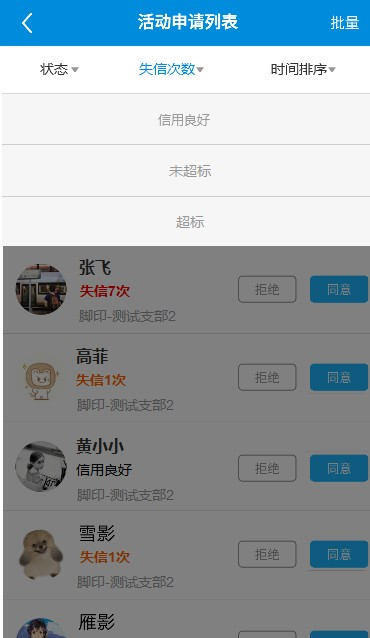 活动申请列表 批量
状态 失信次数 时间排序
信用良好
未超标
超标
张飞
失信7次
拒绝 同意
脚印-测试支部2
高菲
失信1次
拒绝 同意
脚印-测试支部2
黄小小
信用良好
拒绝 同意
脚印-测试支部2
雪影
失信1次
拒绝 同意
脚印-测试支部2
雁影
拒绝 同意